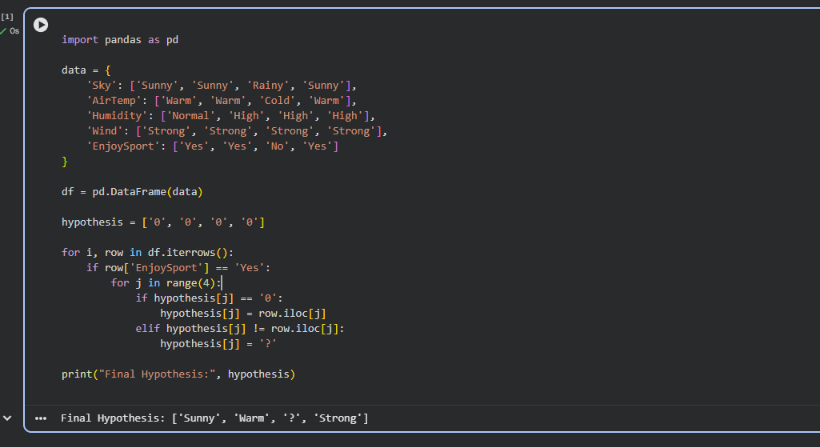 [1]
✓ 0s
import pandas as pd
data = {
    'Sky': ['Sunny', 'Sunny', 'Rainy', 'Sunny'],
    'AirTemp': ['Warm', 'Warm', 'Cold', 'Warm'],
    'Humidity': ['Normal', 'High', 'High', 'High'],
    'Wind': ['Strong', 'Strong', 'Strong', 'Strong'],
    'EnjoySport': ['Yes', 'Yes', 'No', 'Yes']
}
df = pd.DataFrame(data)
hypothesis = ['0', '0', '0', '0']
for i, row in df.iterrows():
    if row['EnjoySport'] == 'Yes':
        for j in range(4):
            if hypothesis[j] == '0':
                hypothesis[j] = row.iloc[j]
            elif hypothesis[j] != row.iloc[j]:
                hypothesis[j] = '?'
print("Final Hypothesis:", hypothesis)
Final Hypothesis: ['Sunny', 'Warm', '?', 'Strong']